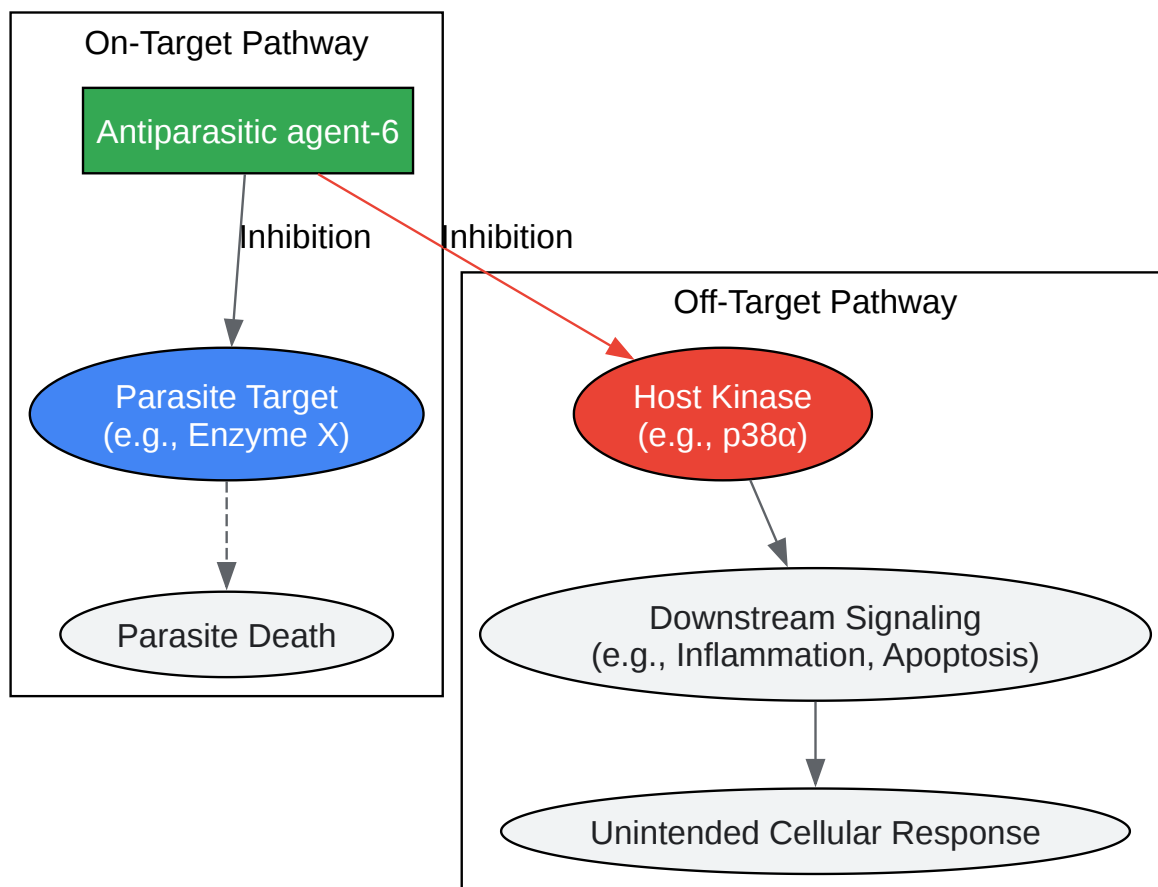 On-Target Pathway
Antiparasitic agent-6
Inhibition
Inhibition
Parasite Target
(e.g., Enzyme X)
Parasite Death
Off-Target Pathway
Host Kinase
(e.g., p38α)
Downstream Signaling
(e.g., Inflammation, Apoptosis)
Unintended Cellular Response